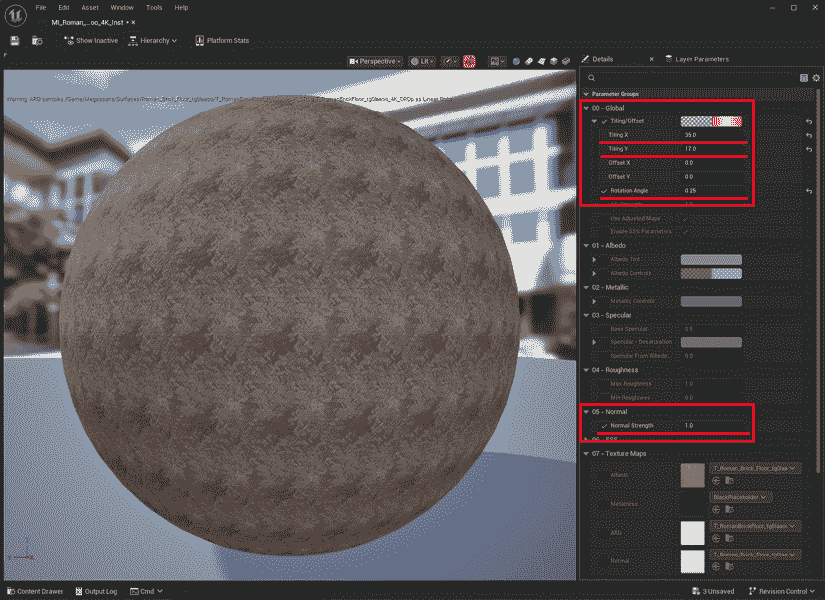 File Edit Asset Window Tools Help
MI_Roman_...oo_4K_Inst •
Show Inactive Hierarchy Platform Stats
Perspective Lit
Details Layer Parameters
Parameter Groups
00 - Global
Tiling/Offset
Tiling X 35.0
Tiling Y 17.0
Offset X 0.0
Offset Y 0.0
Rotation Angle 0.25
Use Adjusted Maps
Enable SSS Parameters
01 - Albedo
Albedo Tint
Albedo Controls
02 - Metallic
Metallic Controls
03 - Specular
Base Specular 0.5
Specular - Desaturation
Specular From Albedo 0.0
04 - Roughness
Max Roughness 1.0
Min Roughness 0.0
05 - Normal
Normal Strength 1.0
07 - Texture Maps
Albedo
Metalness BlackPlaceholder
ARD
Normal
Content Drawer Output Log Cmd 3 Unsaved Revision Control